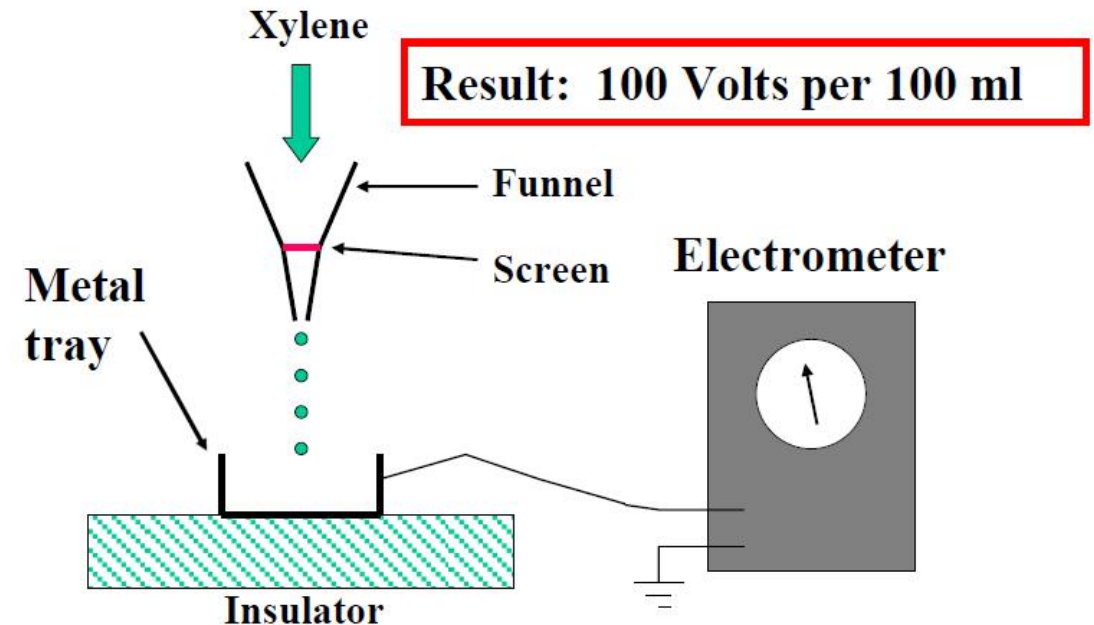 Xylene
Result: 100 Volts per 100 ml
Funnel
Screen
Electrometer
Metal
tray
Insulator